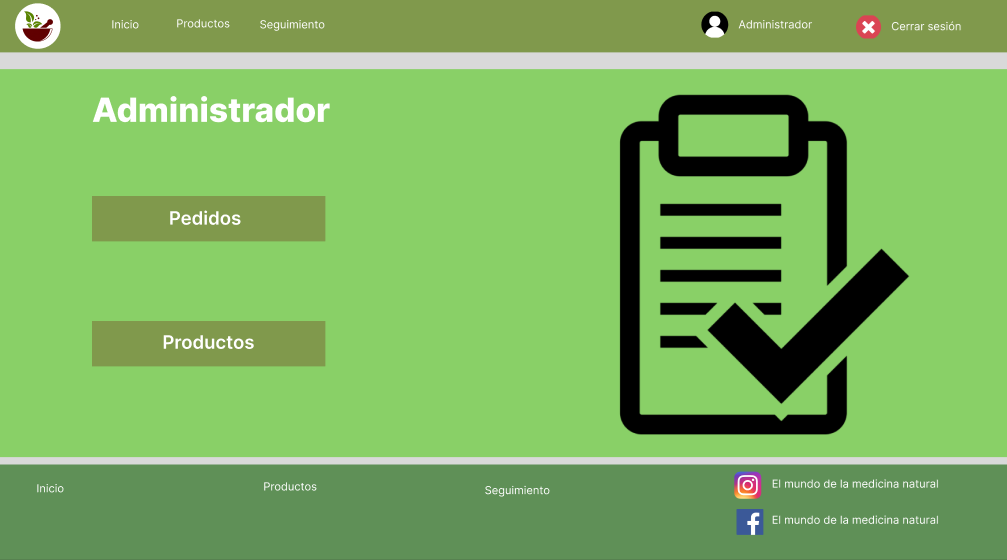 Inicio
Productos
Seguimiento
Administrador
Cerrar sesión
Administrador
Pedidos
Productos
Inicio
Productos
Seguimiento
El mundo de la medicina natural
El mundo de la medicina natural